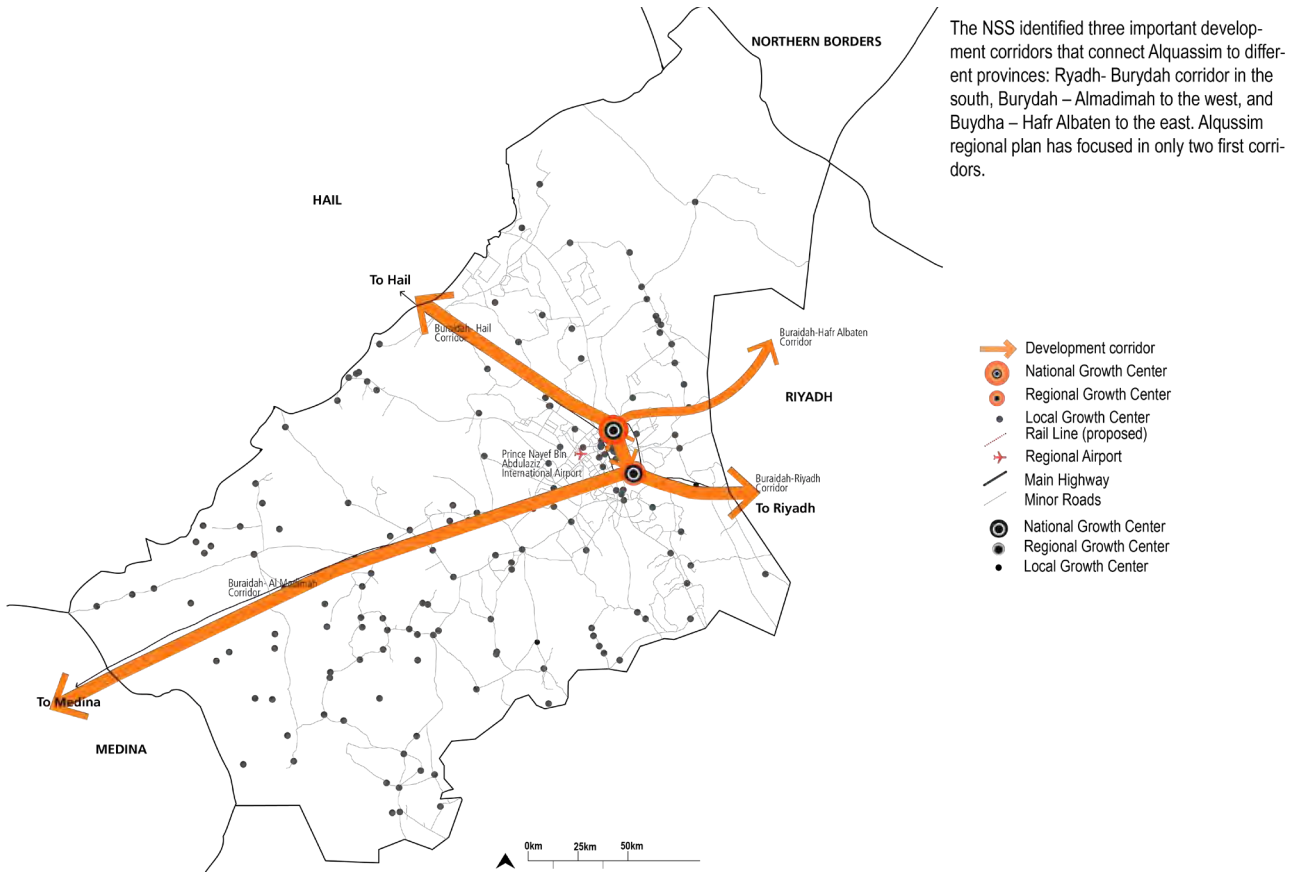 NORTHERN BORDERS
The NSS identified three important develop-
ment corridors that connect Alquassim to differ-
ent provinces: Ryadh- Burydah corridor in the
south, Burydah – Almadimah to the west, and
Buydha – Hafr Albaten to the east. Alqussim
regional plan has focused in only two first corri-
dors.
HAIL
To Hail
Buraidah- Hail
Corridor
Buraidah-Hafr Albaten
Corridor
RIYADH
Prince Nayef Bin
Abdulaziz
International Airport
Buraidah-Riyadh
Corridor
To Riyadh
Buraidah- Al Madinah
Corridor
To Medina
MEDINA
Development corridor
National Growth Center
Regional Growth Center
Local Growth Center
Rail Line (proposed)
Regional Airport
Main Highway
Minor Roads
National Growth Center
Regional Growth Center
Local Growth Center
0km 25km 50km